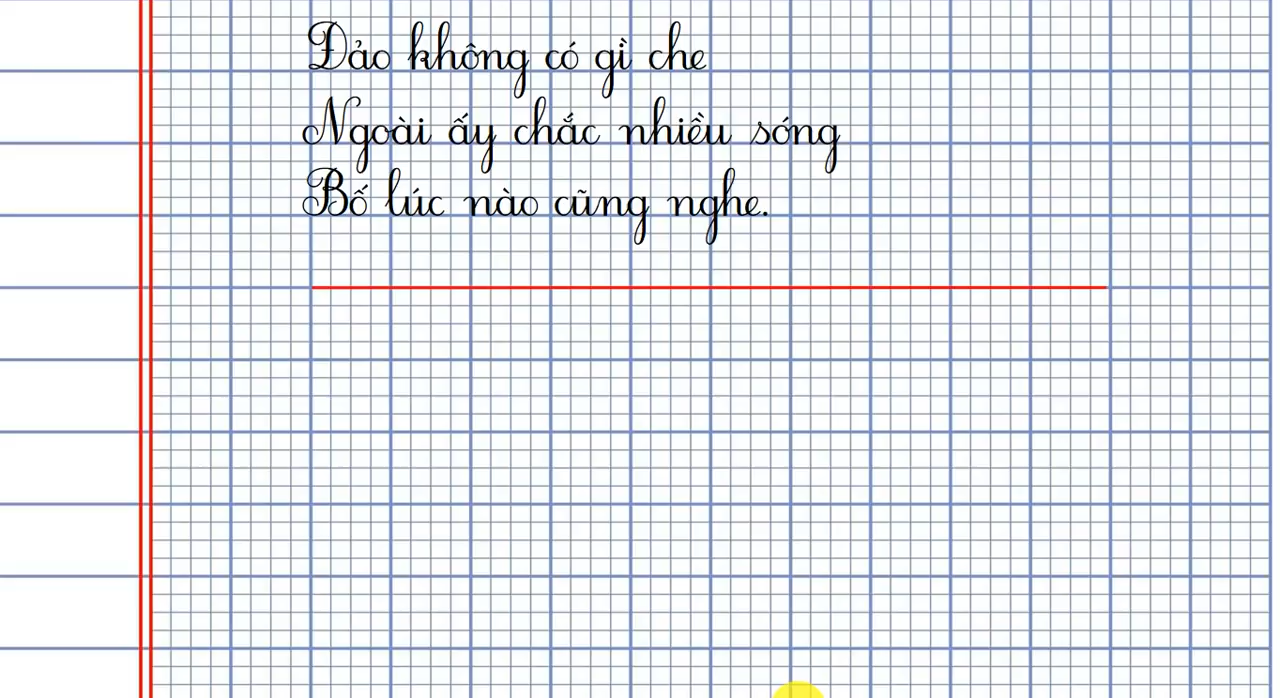 Đảo không có gì che
Ngoài ấy chắc nhiều sóng
Bố lúc nào cũng nghe.